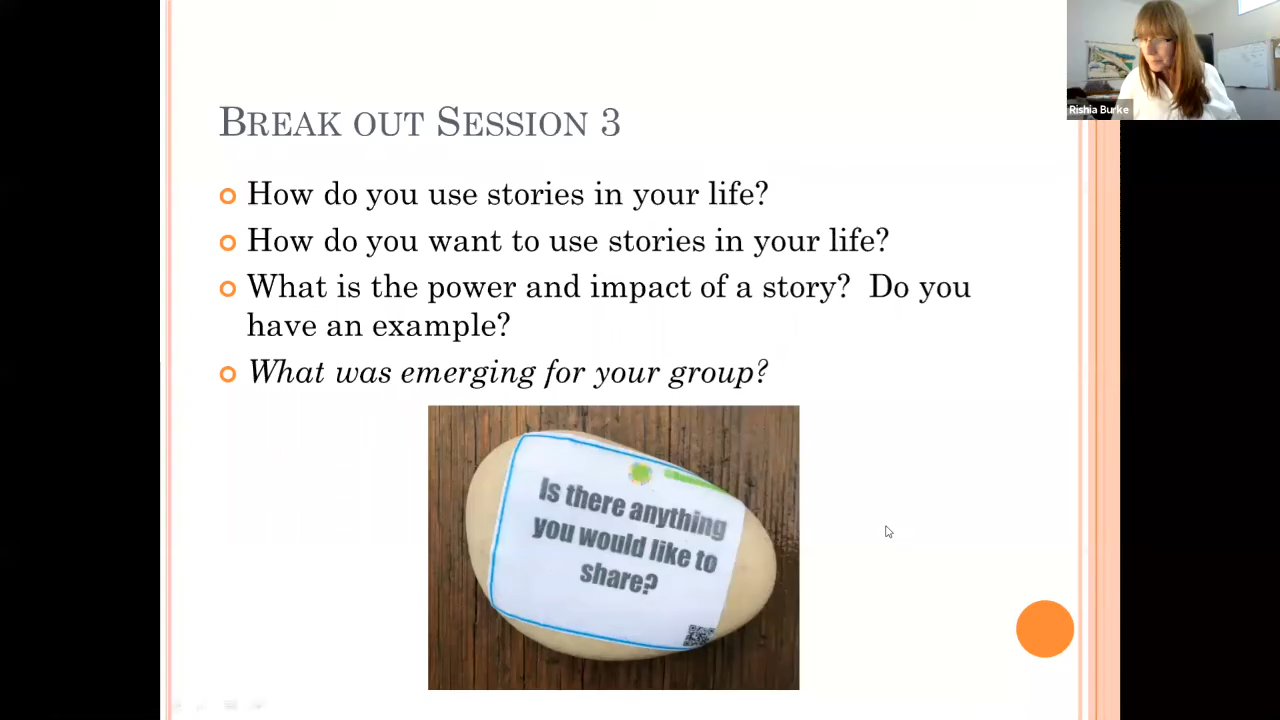 Rishia Burke
BREAK OUT SESSION 3
How do you use stories in your life?
How do you want to use stories in your life?
What is the power and impact of a story? Do you
have an example?
What was emerging for your group?
Is there anything
you would like to
share?